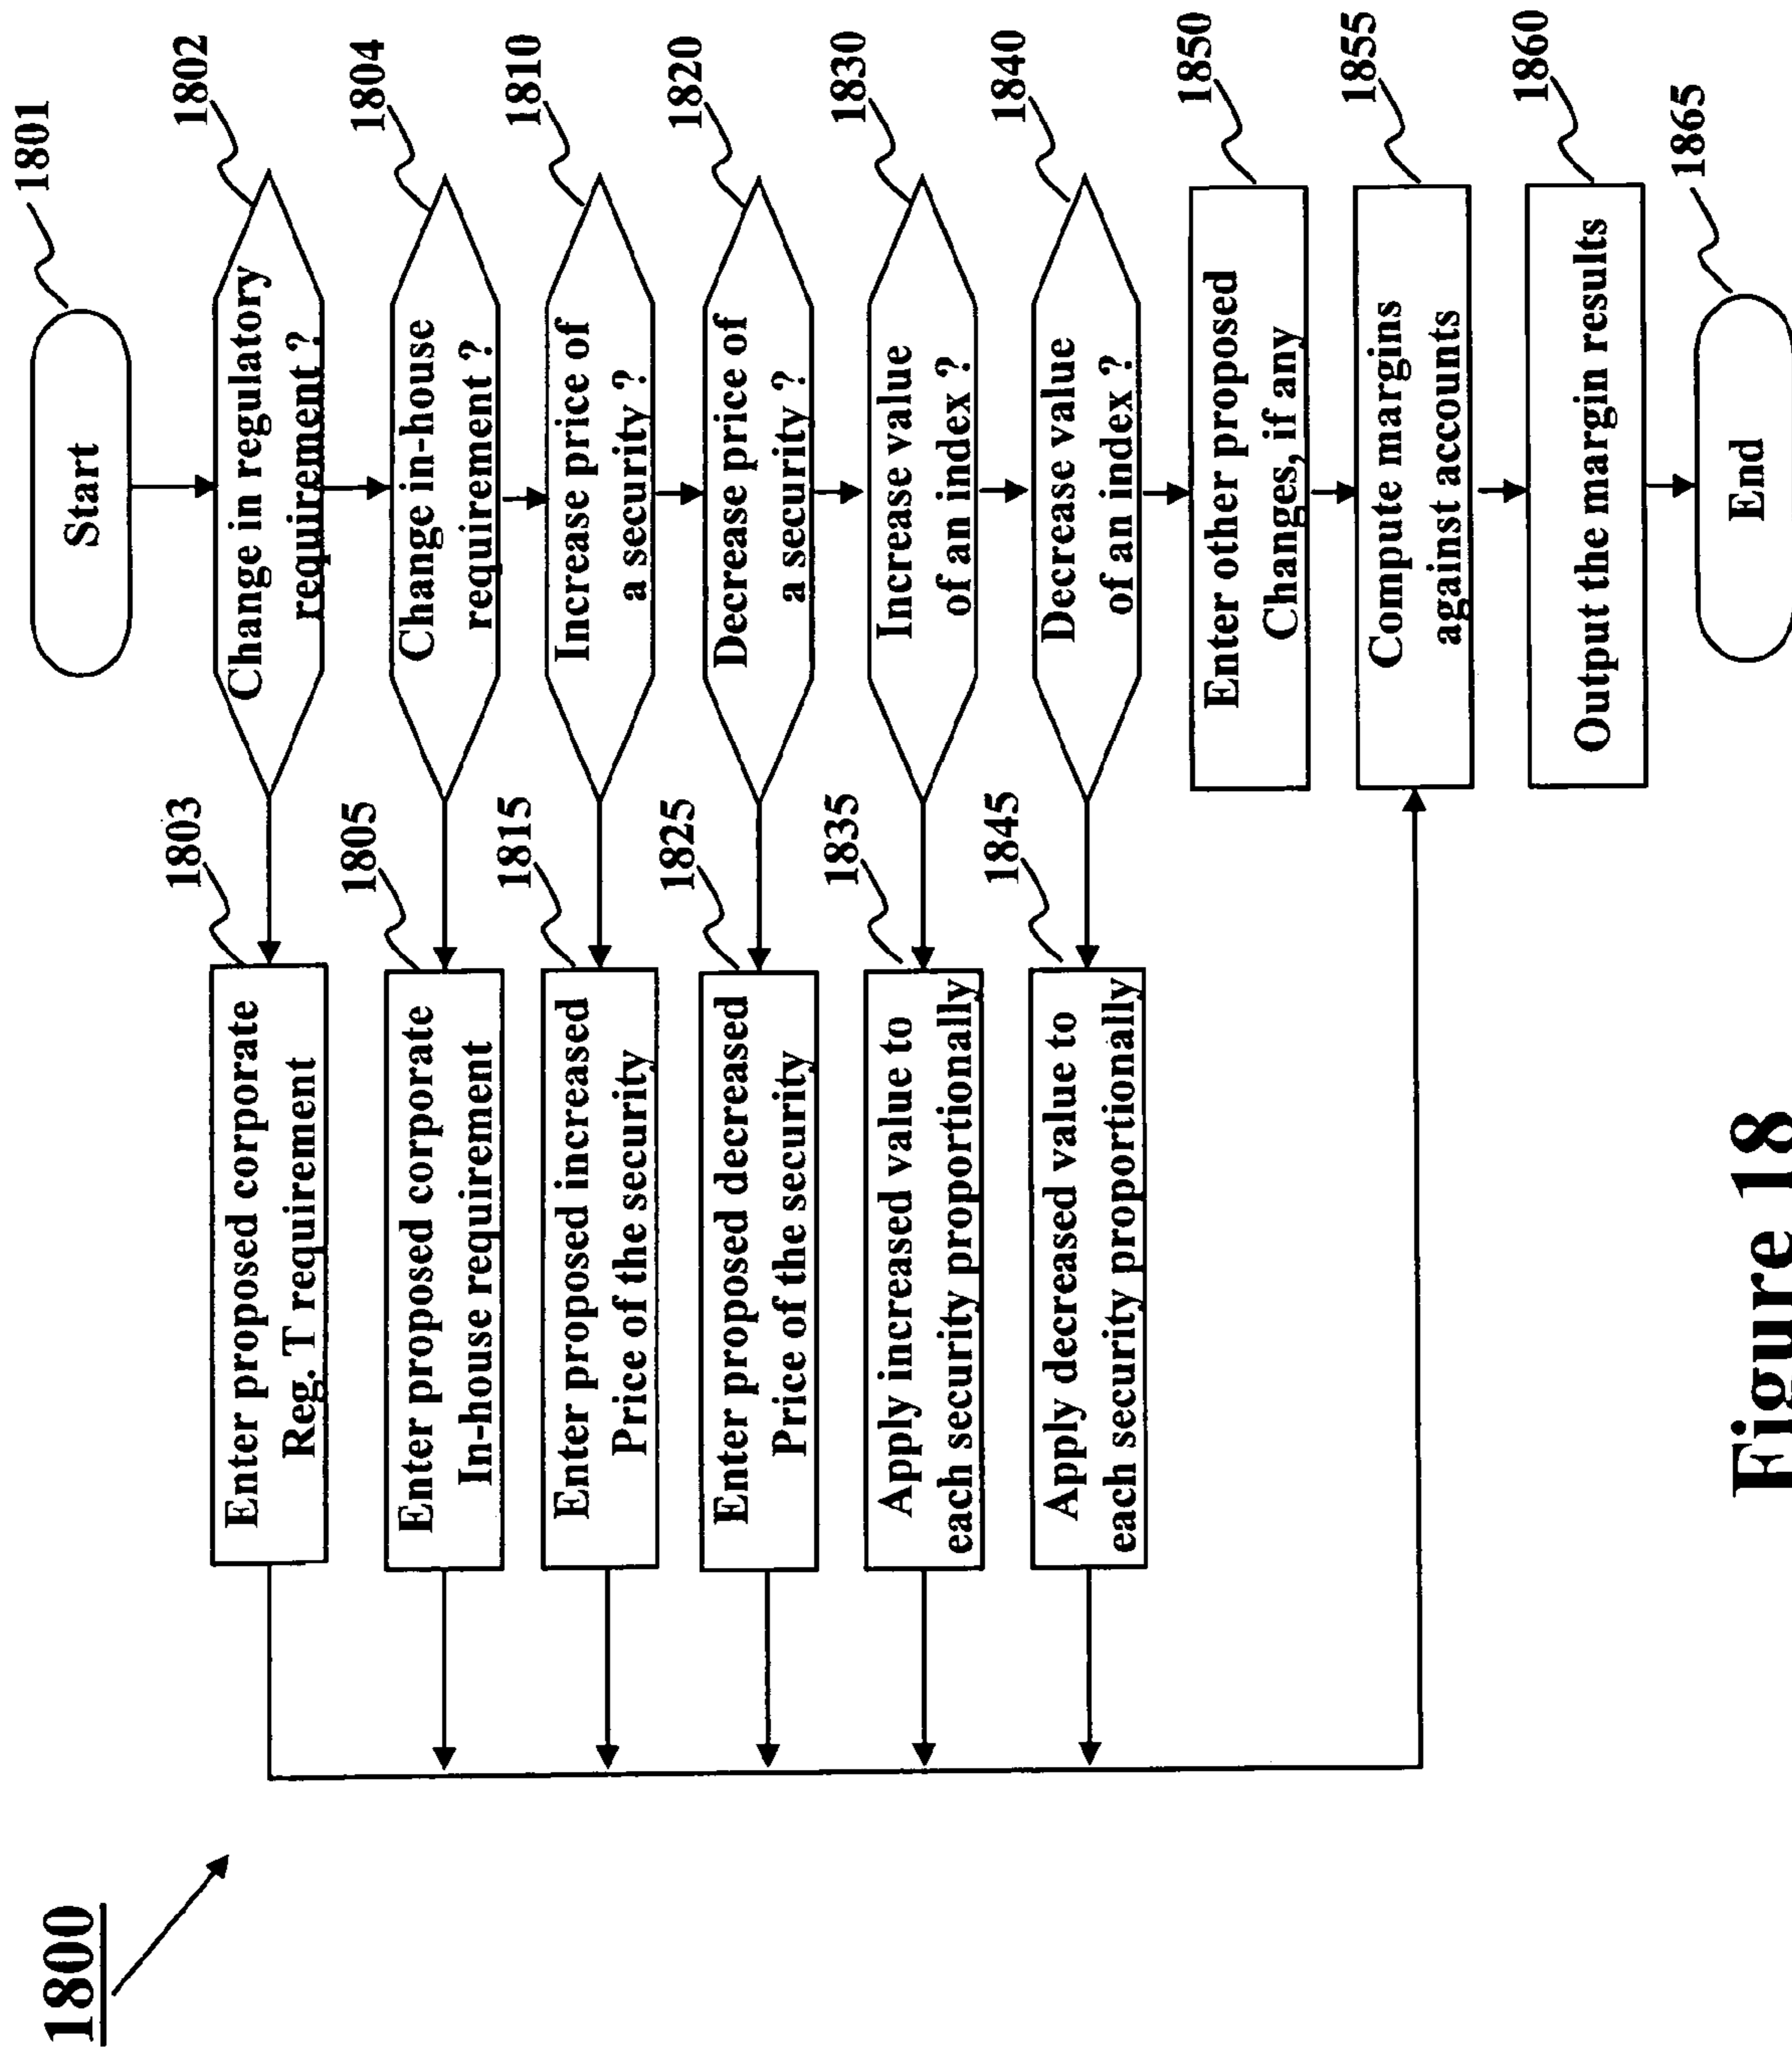 1800
Start
1801
Change in regulatory
requirement ?
1802
Enter proposed corporate
Reg. T requirement
1803
Change in-house
requirement ?
1804
Enter proposed corporate
In-house requirement
1805
Increase price of
a security ?
1810
Enter proposed increased
Price of the security
1815
Decrease price of
a security ?
1820
Enter proposed decreased
Price of the security
1825
Increase value
of an index ?
1830
Apply increased value to
each security proportionally
1835
Decrease value
of an index ?
1840
Apply decreased value to
each security proportionally
1845
Enter other proposed
Changes, if any
1850
Compute margins
against accounts
1855
Output the margin results
1860
End
1865
Figure 18